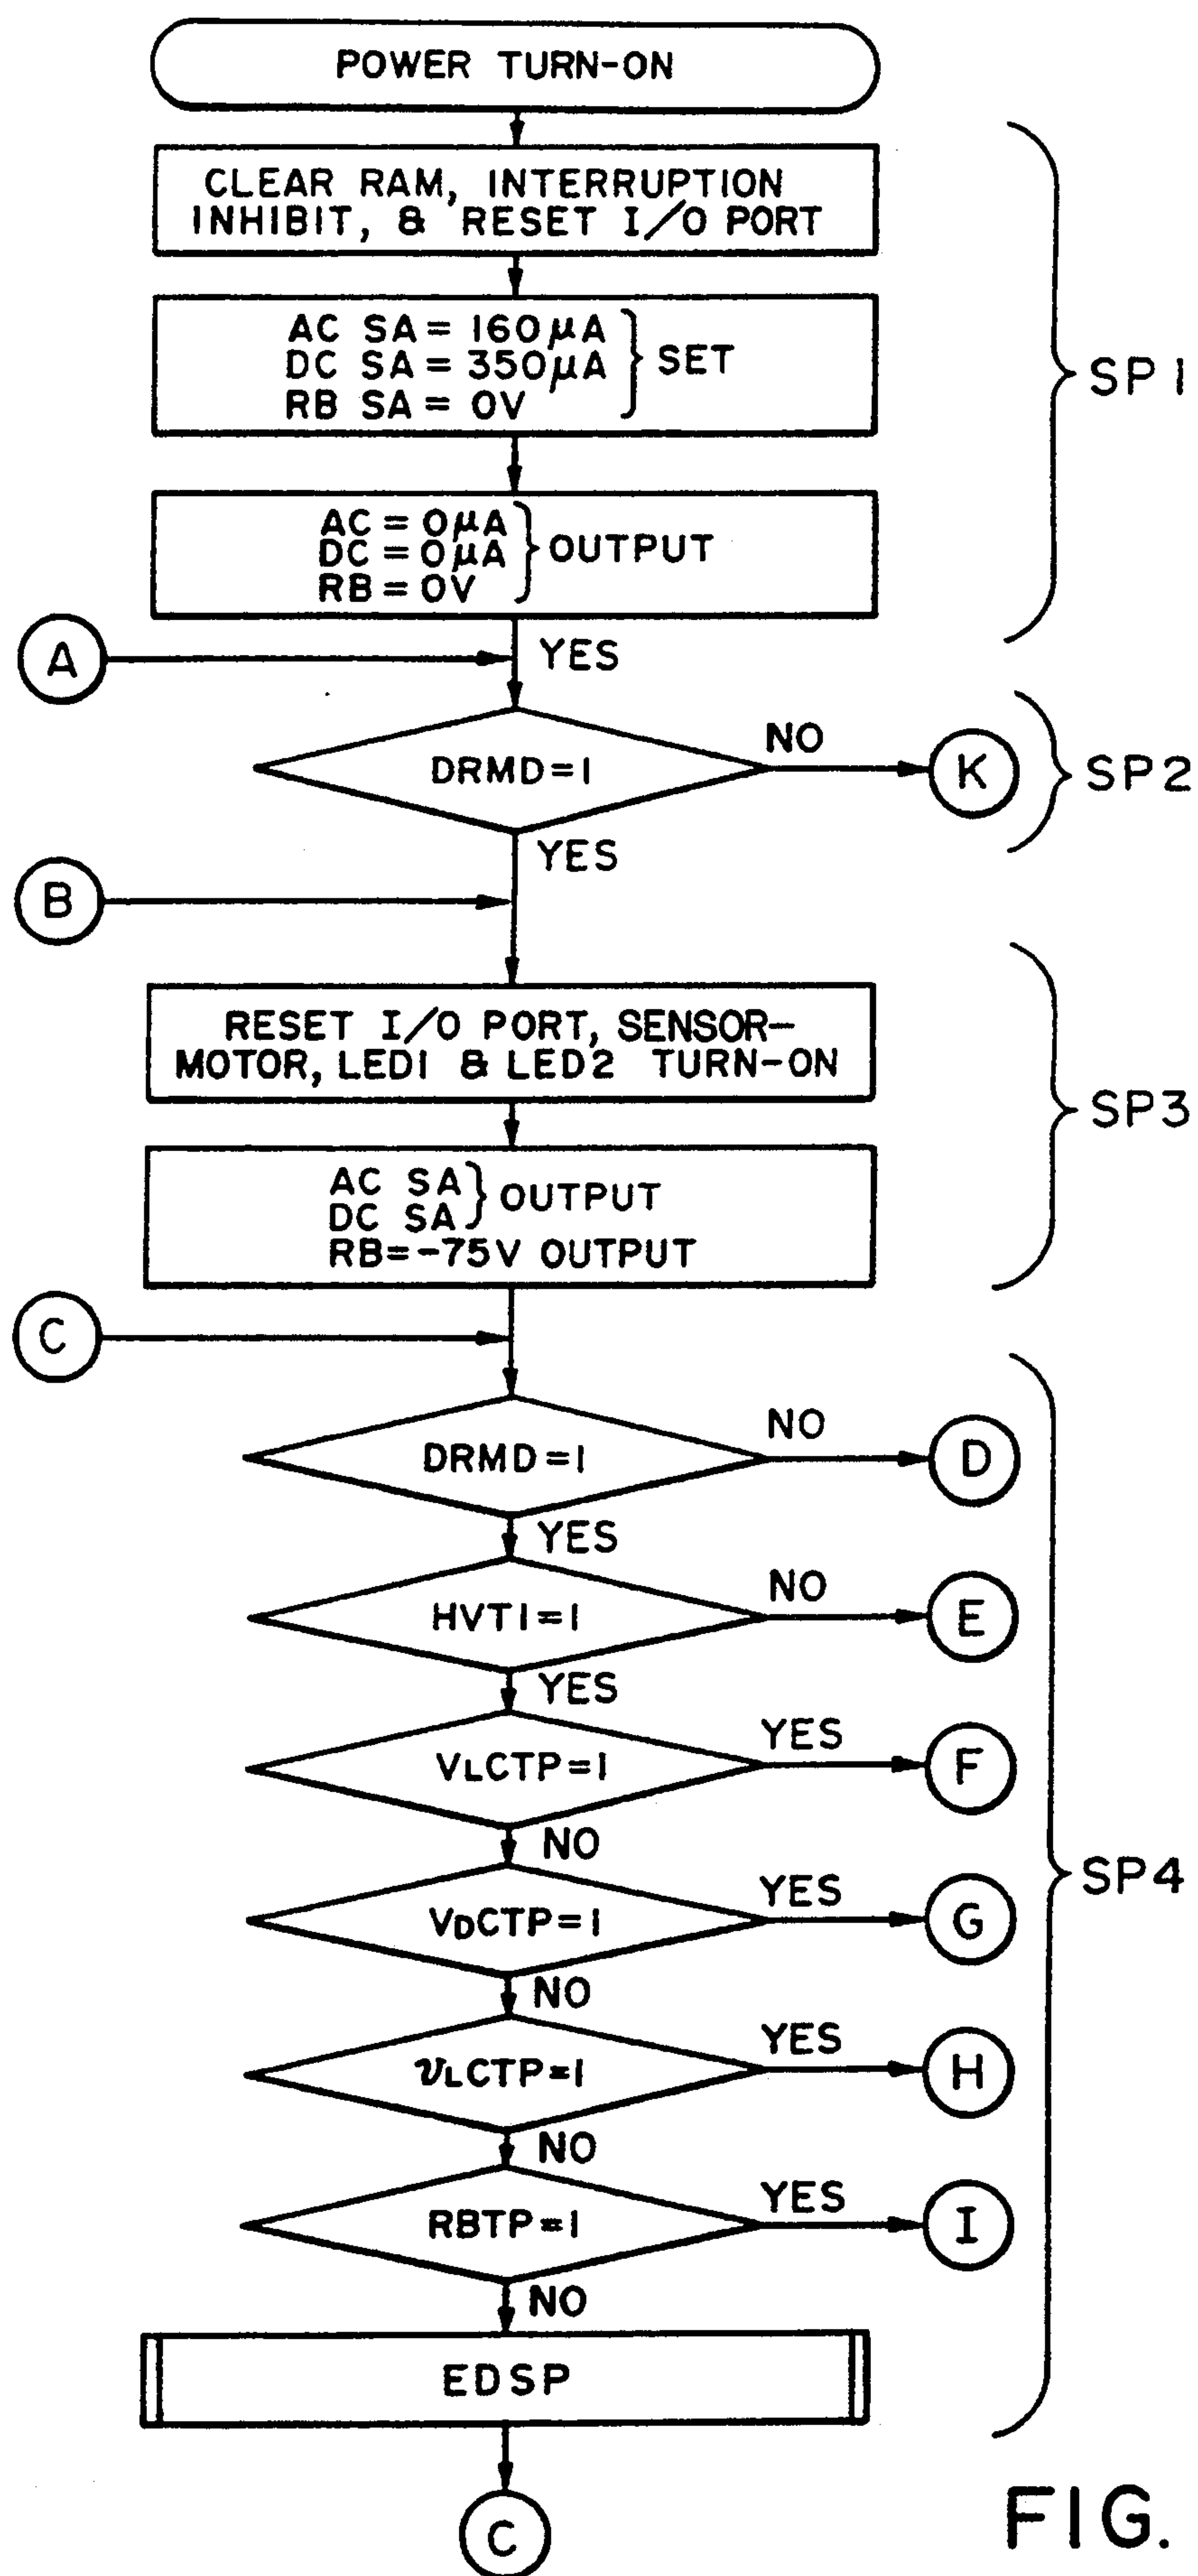 POWER TURN-ON
CLEAR RAM, INTERRUPTION
INHIBIT, & RESET I/O PORT
AC SA = 160μA
DC SA = 350μA
RB SA = 0V
SET
SP1
AC = 0μA
DC = 0μA
RB = 0V
OUTPUT
A
YES
DRMD=1
NO
K
SP2
YES
B
RESET I/O PORT, SENSOR-
MOTOR, LED1 & LED2 TURN-ON
SP3
AC SA
DC SA
OUTPUT
RB=-75V OUTPUT
C
DRMD=1
NO
D
YES
HVT1=1
NO
E
YES
VLCTP=1
YES
F
NO
SP4
VDCTP=1
YES
G
NO
vLCTP=1
YES
H
NO
RBTP=1
YES
I
NO
EDSP
C
FIG.